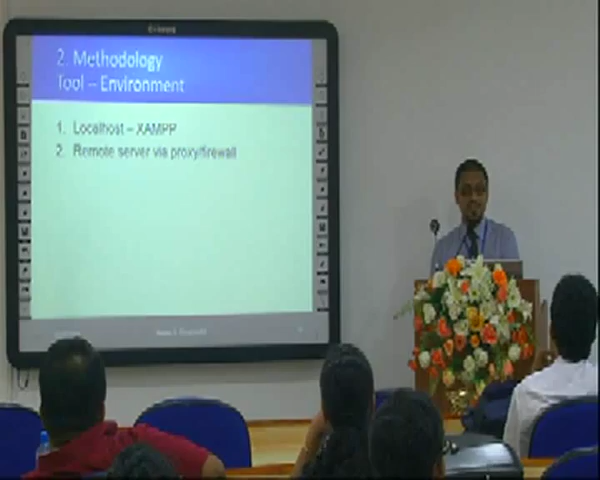 2. Methodology
Tool – Environment
1. Localhost – XAMPP
2. Remote server via proxy/firewall